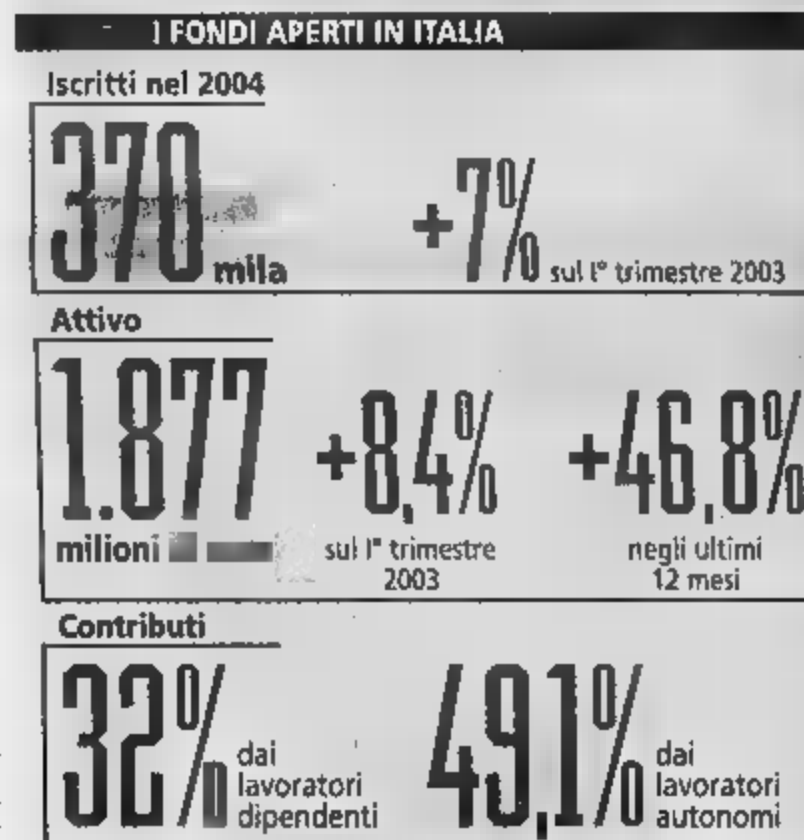 I FONDI APERTI IN ITALIA
Iscritti nel 2004
370 mila
+7% sul I° trimestre 2003
Attivo
1.877 milioni
+8,4% sul I° trimestre 2003
+46,8% negli ultimi 12 mesi
Contributi
32% dai lavoratori dipendenti
49,1% dai lavoratori autonomi